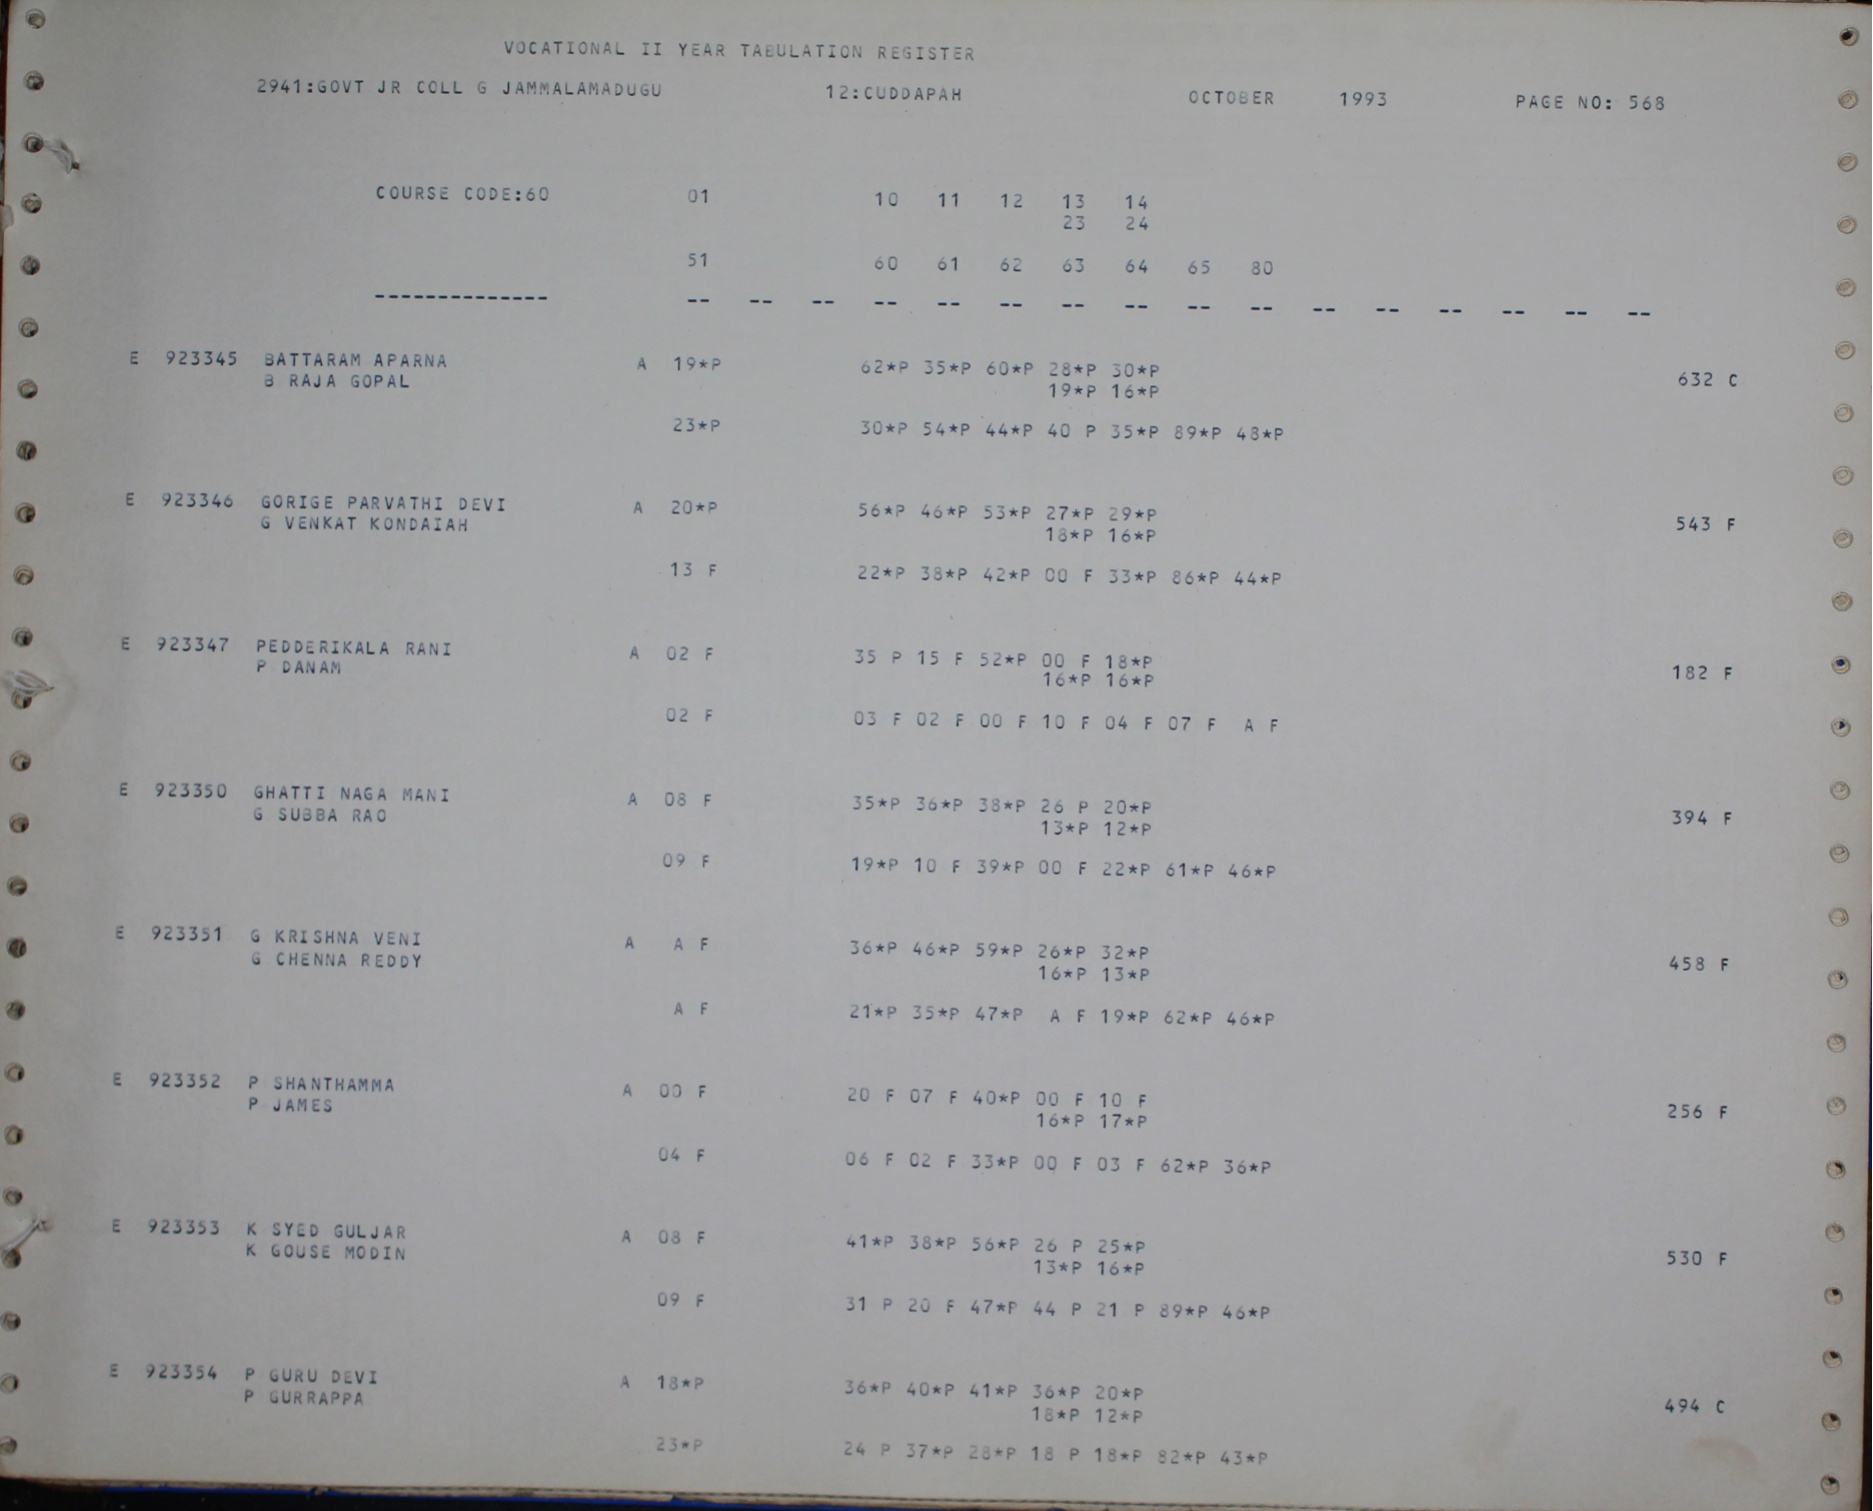 VOCATIONAL II YEAR TABULATION REGISTER
2941:GOVT JR COLL G JAMMALAMADUGU 12:CUDDAPAH OCTOBER 1993 PAGE NO: 568
COURSE CODE:60 01 10 11 12 13 14
23 24
51 60 61 62 63 64 65 80
-------------- -- -- -- -- -- -- -- -- -- -- -- -- -- -- -- --
E 923345 BATTARAM APARNA A 19*P 62*P 35*P 60*P 28*P 30*P
B RAJA GOPAL 19*P 16*P 632 C
23*P 30*P 54*P 44*P 40 P 35*P 89*P 48*P
E 923346 GORIGE PARVATHI DEVI A 20*P 56*P 46*P 53*P 27*P 29*P
G VENKAT KONDAIAH 18*P 16*P 543 F
13 F 22*P 38*P 42*P 00 F 33*P 86*P 44*P
E 923347 PEDDERIKALA RANI A 02 F 35 P 15 F 52*P 00 F 18*P
P DANAM 16*P 16*P 182 F
02 F 03 F 02 F 00 F 10 F 04 F 07 F A F
E 923350 GHATTI NAGA MANI A 08 F 35*P 36*P 38*P 26 P 20*P
G SUBBA RAO 13*P 12*P 394 F
09 F 19*P 10 F 39*P 00 F 22*P 61*P 46*P
E 923351 G KRISHNA VENI A A F 36*P 46*P 59*P 26*P 32*P
G CHENNA REDDY 16*P 13*P 458 F
A F 21*P 35*P 47*P A F 19*P 62*P 46*P
E 923352 P SHANTHAMMA A 00 F 20 F 07 F 40*P 00 F 10 F
P JAMES 16*P 17*P 256 F
04 F 06 F 02 F 33*P 00 F 03 F 62*P 36*P
E 923353 K SYED GULJAR A 08 F 41*P 38*P 56*P 26 P 25*P
K GOUSE MODIN 13*P 16*P 530 F
09 F 31 P 20 F 47*P 44 P 21 P 89*P 46*P
E 923354 P GURU DEVI A 18*P 36*P 40*P 41*P 36*P 20*P
P GURRAPPA 18*P 12*P 494 C
23*P 24 P 37*P 28*P 18 P 18*P 82*P 43*P